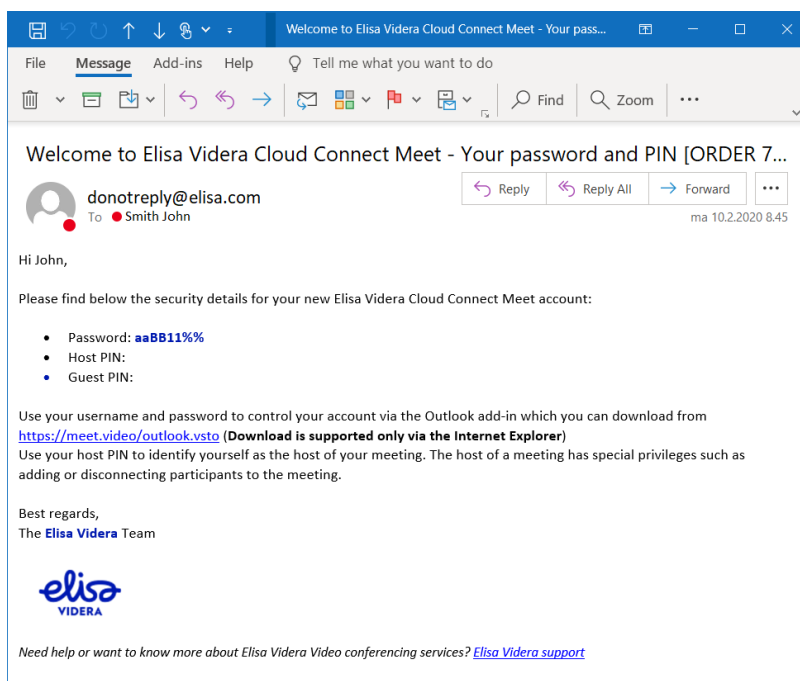 Welcome to Elisa Videra Cloud Connect Meet - Your pass...
File Message Add-ins Help Tell me what you want to do
Find Zoom
Welcome to Elisa Videra Cloud Connect Meet - Your password and PIN [ORDER 7...
donotreply@elisa.com
To Smith John
Reply Reply All Forward
ma 10.2.2020 8.45
Hi John,
Please find below the security details for your new Elisa Videra Cloud Connect Meet account:
• Password: aaBB11%%
• Host PIN:
• Guest PIN:
Use your username and password to control your account via the Outlook add-in which you can download from
https://meet.video/outlook.vsto (Download is supported only via the Internet Explorer)
Use your host PIN to identify yourself as the host of your meeting. The host of a meeting has special privileges such as
adding or disconnecting participants to the meeting.
Best regards,
The Elisa Videra Team
elisa
VIDERA
Need help or want to know more about Elisa Videra Video conferencing services? Elisa Videra support